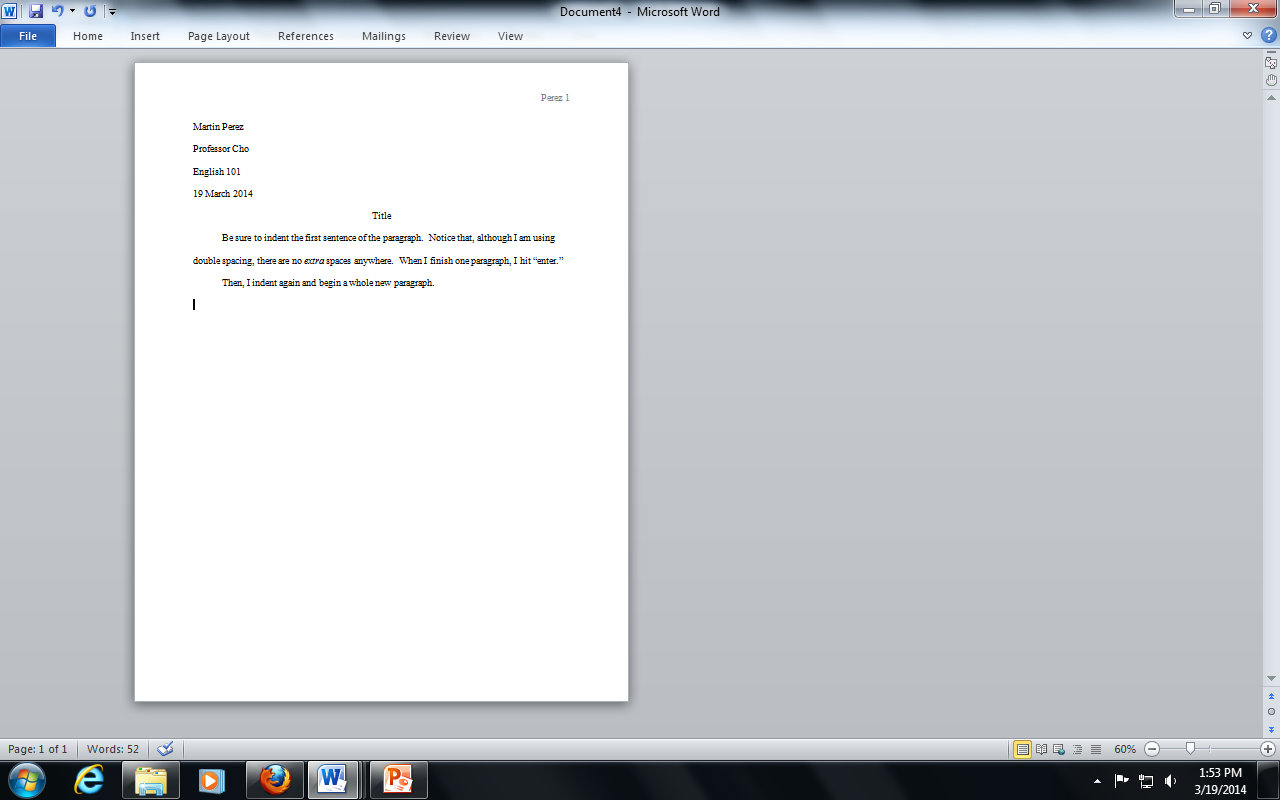 Document4 - Microsoft Word
File Home Insert Page Layout References Mailings Review View
Perez 1
Martin Perez
Professor Cho
English 101
19 March 2014
Title
Be sure to indent the first sentence of the paragraph.  Notice that, although I am using
double spacing, there are no extra spaces anywhere.  When I finish one paragraph, I hit “enter.”
Then, I indent again and begin a whole new paragraph.
Page: 1 of 1 Words: 52 60%
1:53 PM
3/19/2014